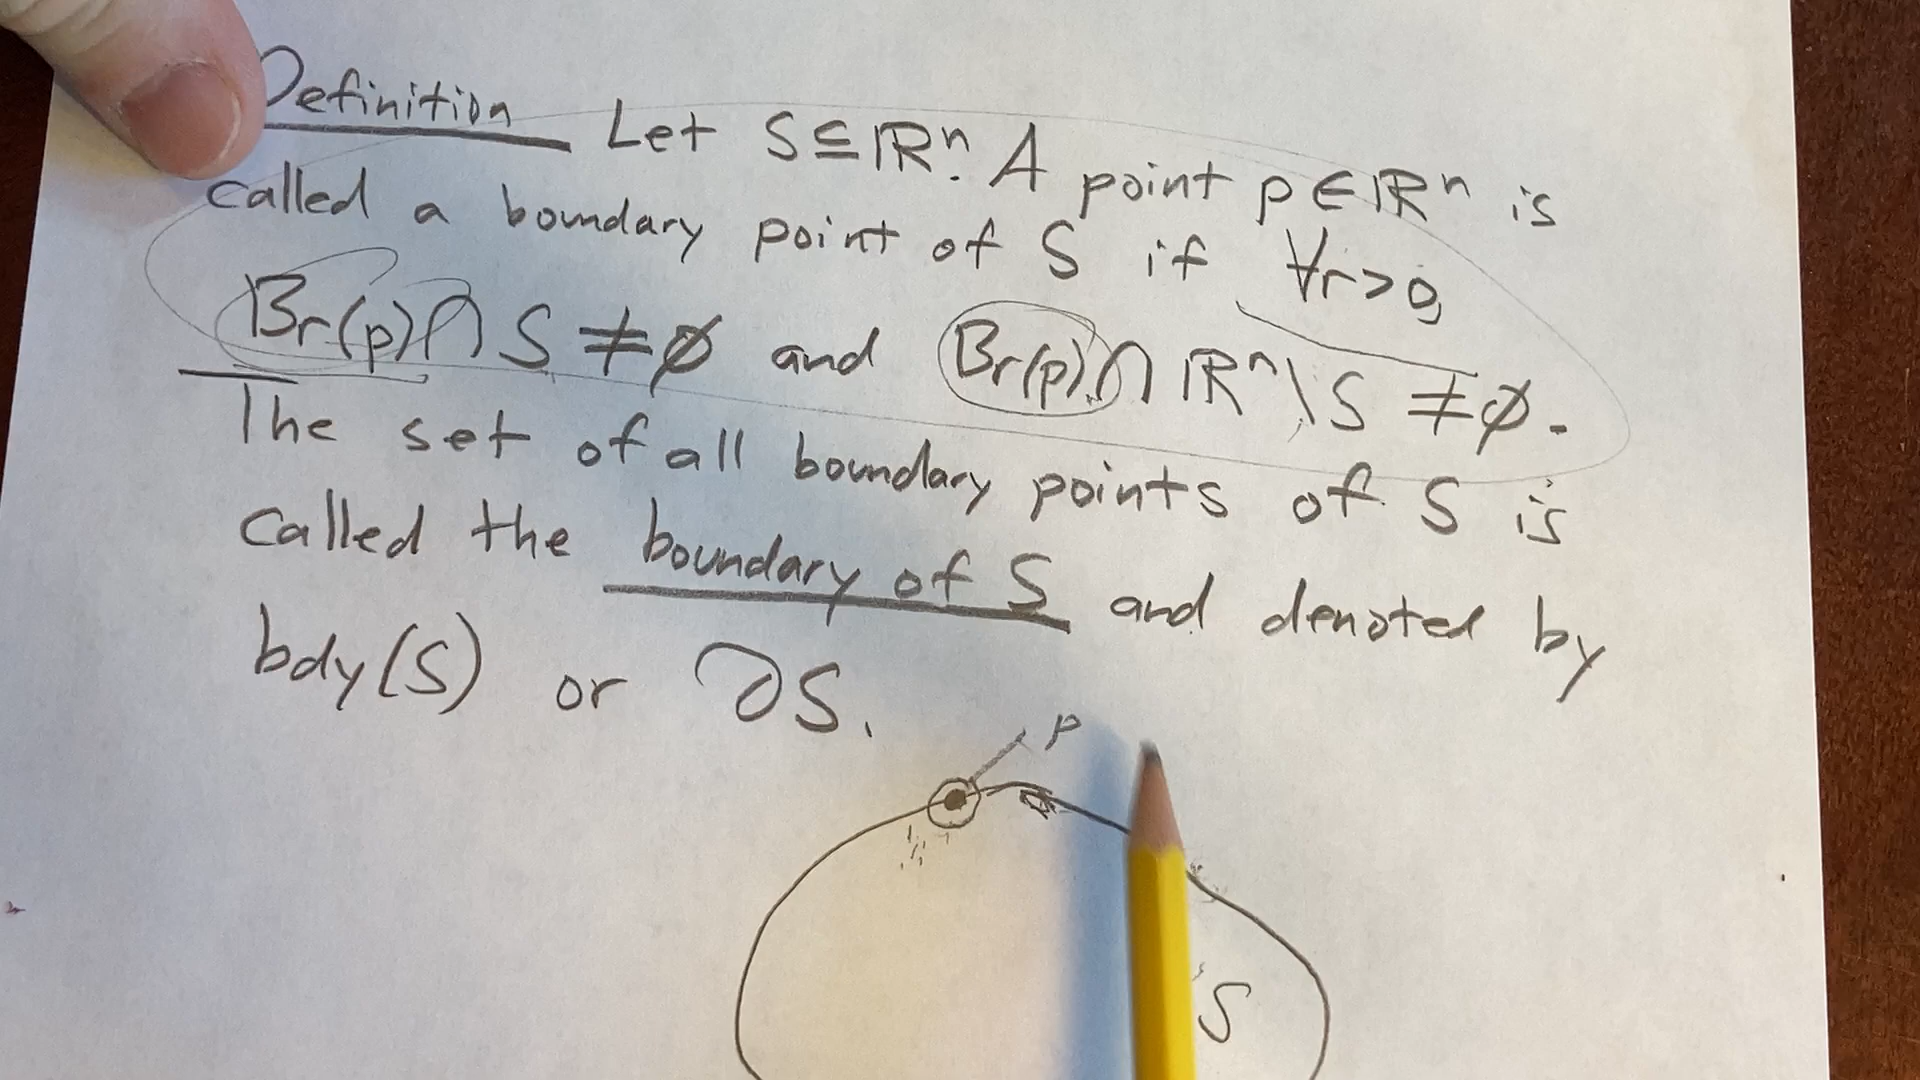 Definition Let S⊆ℝⁿ. A point p∈ℝⁿ is
called a boundary point of S if ∀r>0,
Br(p)∩S≠∅ and Br(p)∩ℝⁿ\S≠∅.
The set of all boundary points of S is
called the boundary of S and denoted by
bdy(S) or ∂S.
p
S